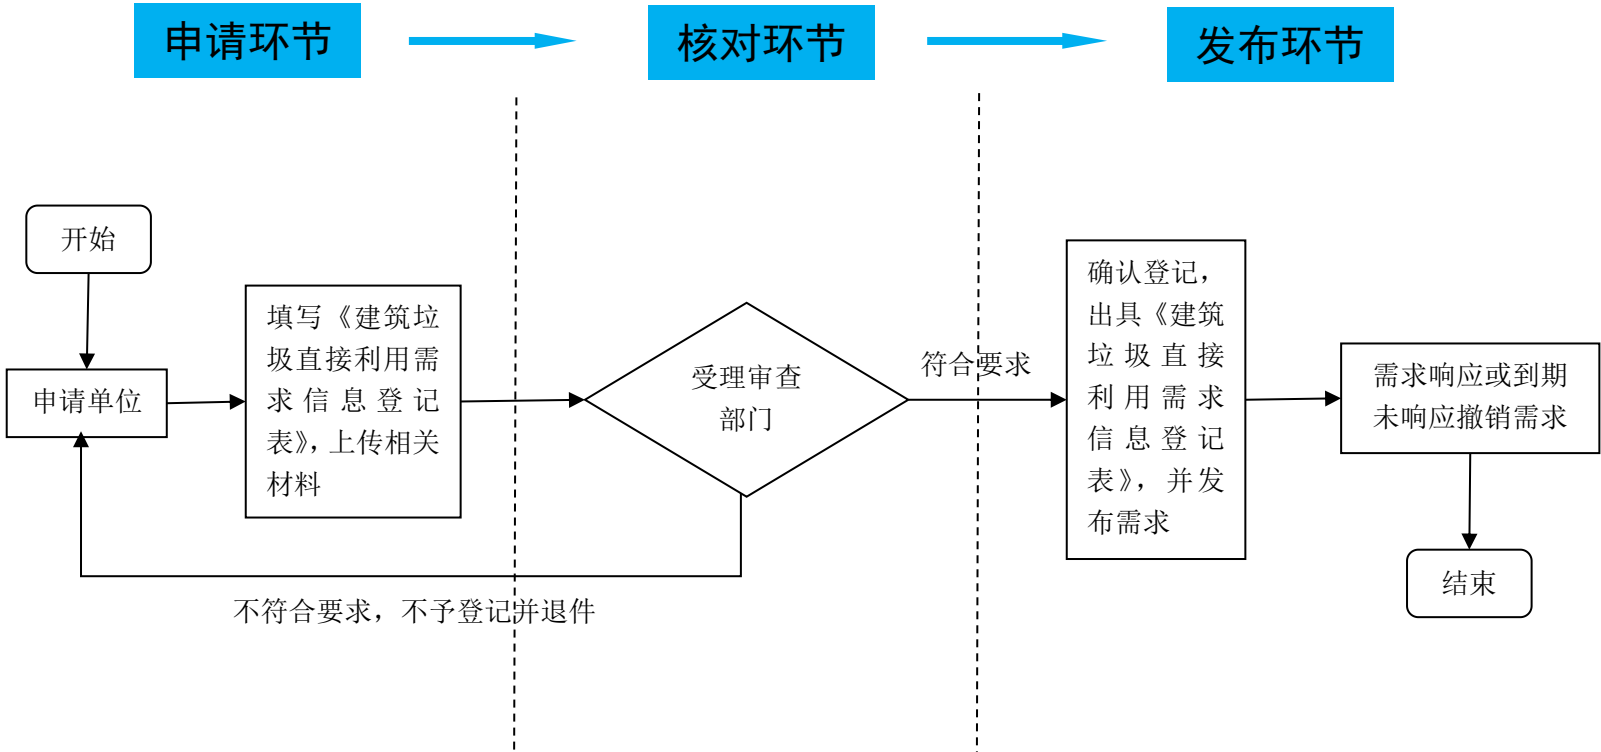 申请环节
核对环节
发布环节
开始
申请单位
填写《建筑垃
圾直接利用需
求信息登记
表》，上传相关
材料
受理审查
部门
符合要求
确认登记，
出具《建筑
垃圾直接
利用需求
信息登记
表》，并发
布需求
需求响应或到期
未响应撤销需求
结束
不符合要求，不予登记并退件